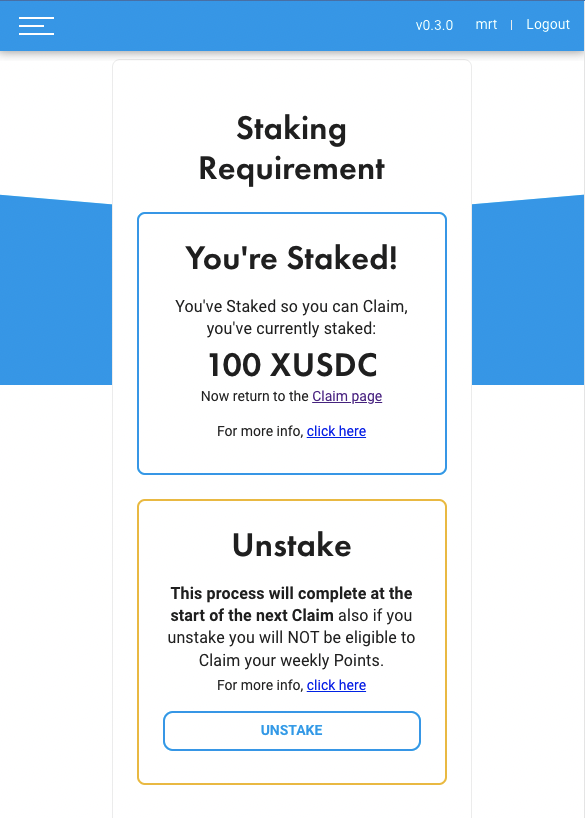 v0.3.0 mrt | Logout
Staking
Requirement
You're Staked!
You've Staked so you can Claim,
you've currently staked:
100 XUSDC
Now return to the Claim page
For more info, click here
Unstake
This process will complete at the
start of the next Claim also if you
unstake you will NOT be eligible to
Claim your weekly Points.
For more info, click here
UNSTAKE